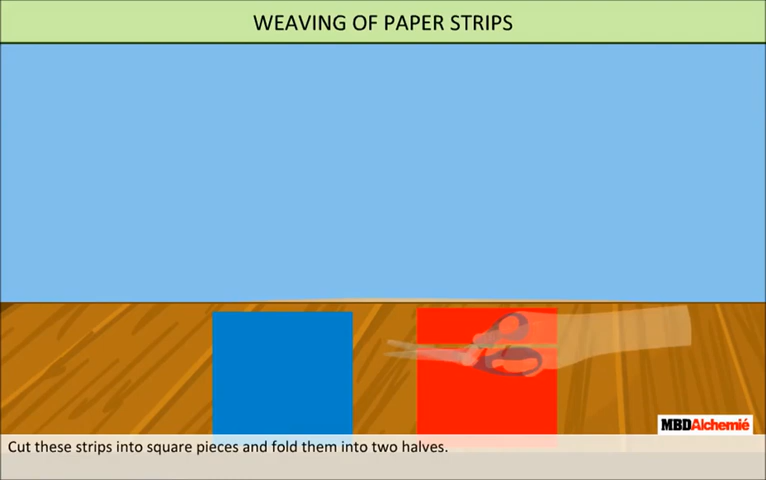 WEAVING OF PAPER STRIPS
MBDAlchemié
Cut these strips into square pieces and fold them into two halves.